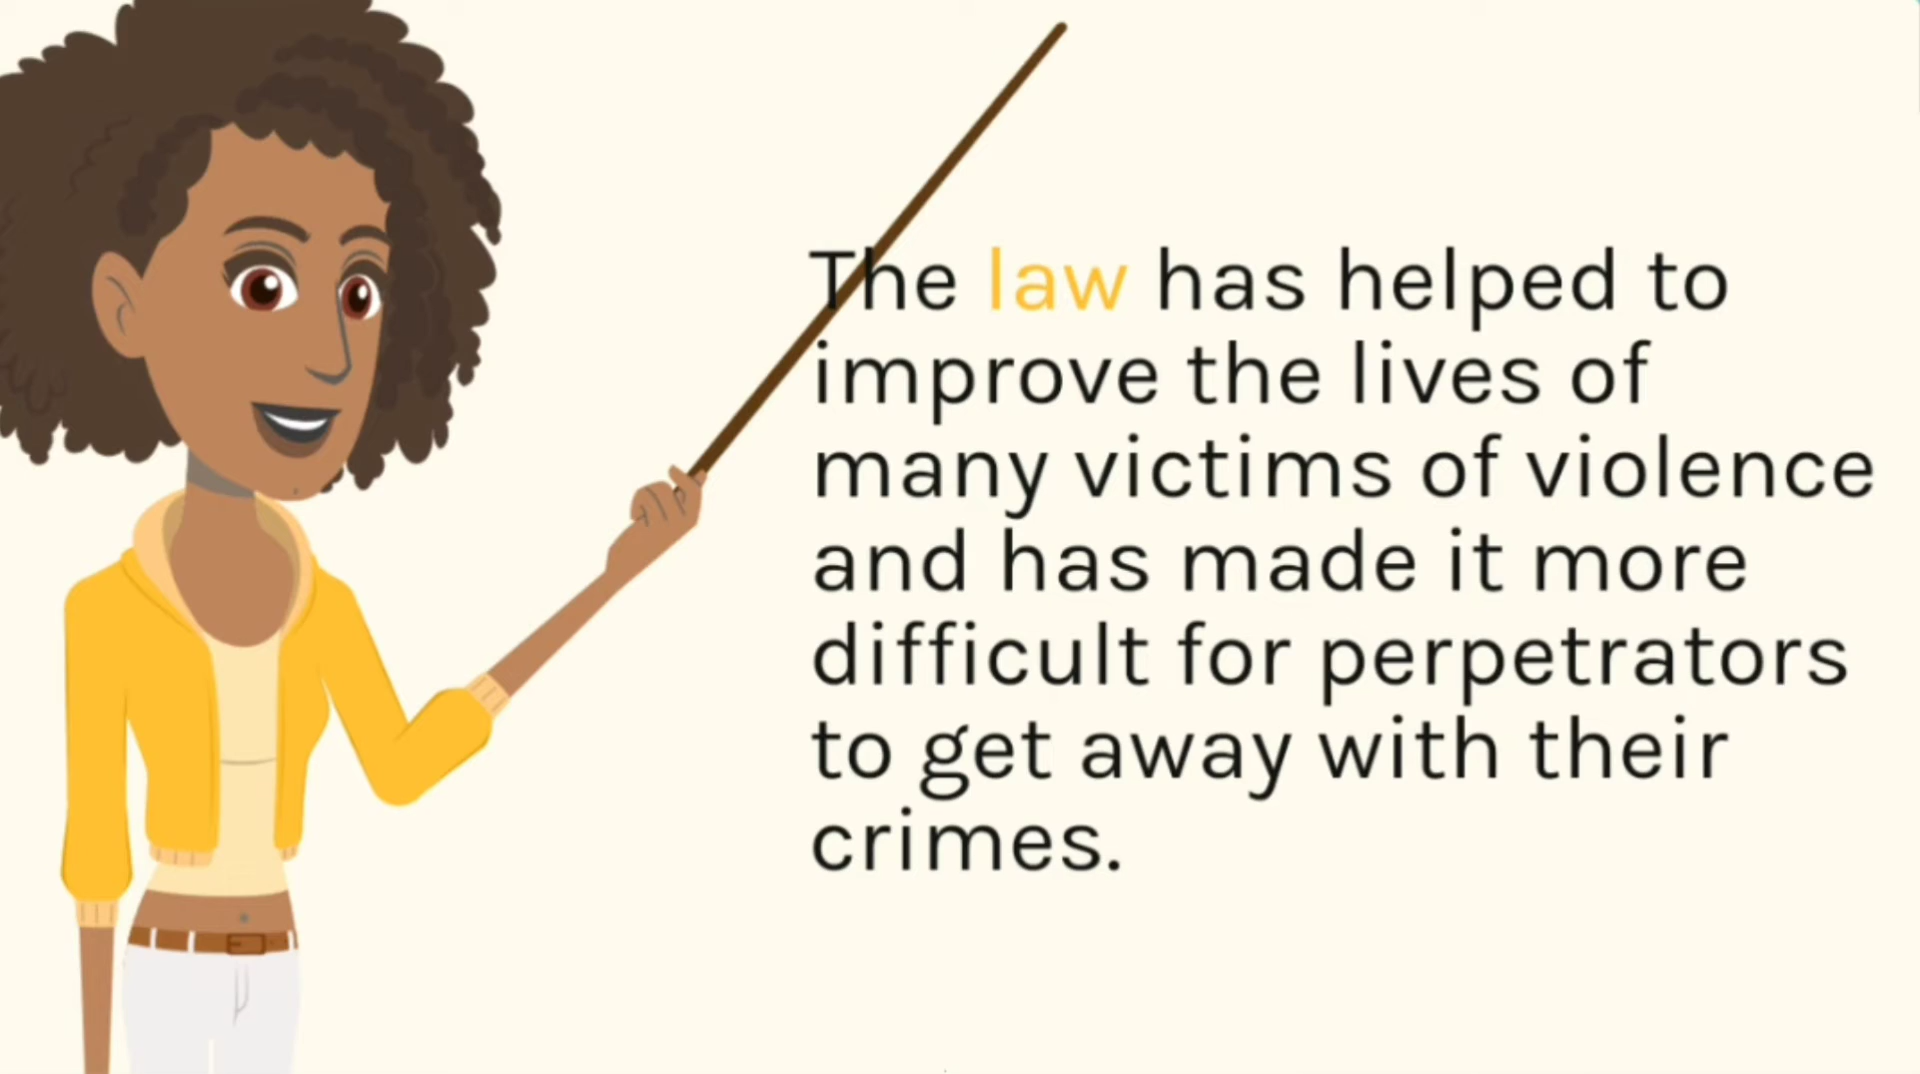 The law has helped to
improve the lives of
many victims of violence
and has made it more
difficult for perpetrators
to get away with their
crimes.